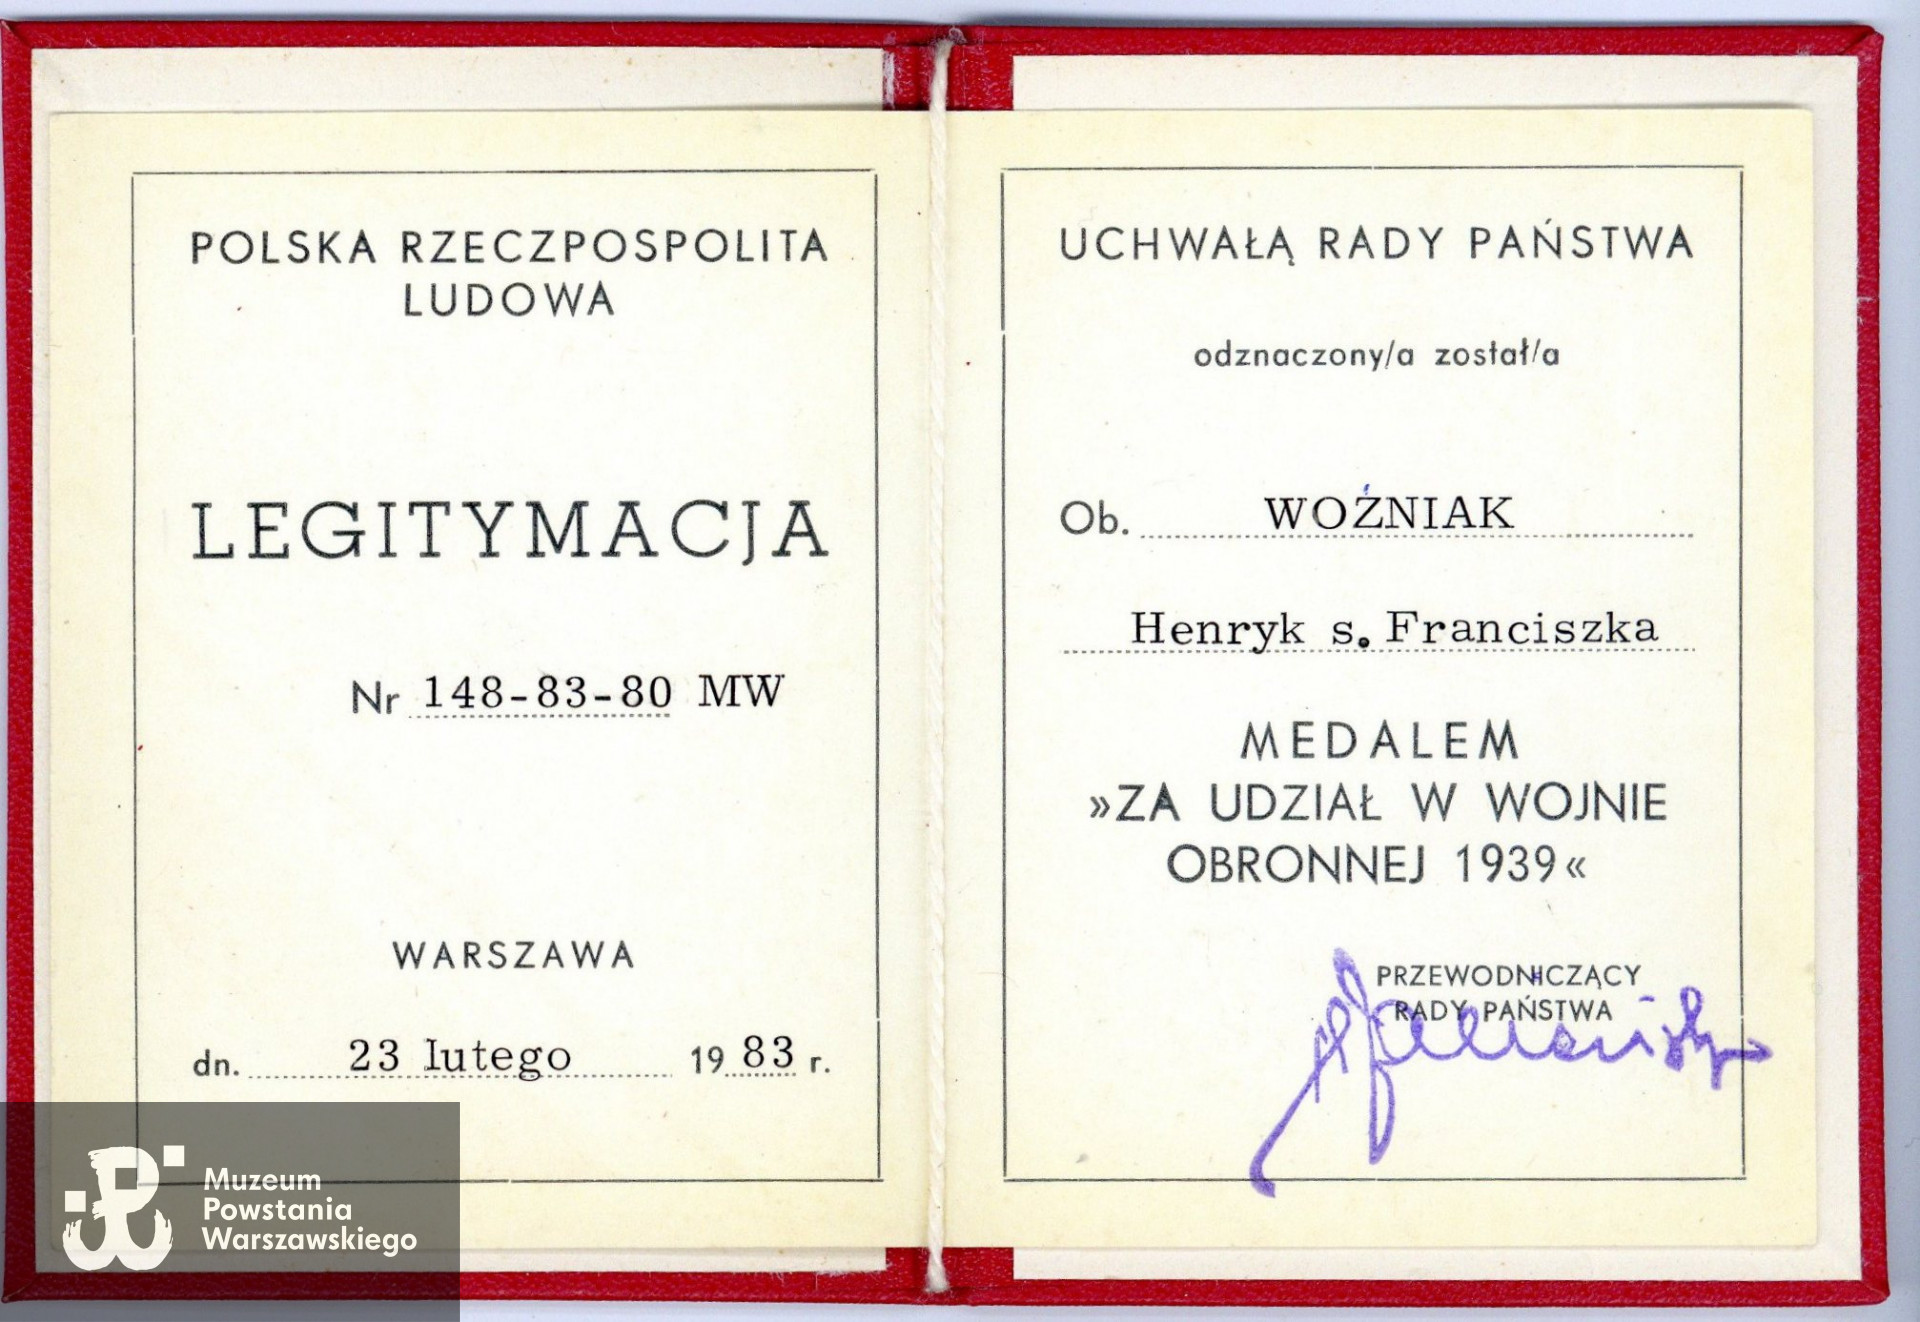 POLSKA RZECZPOSPOLITA
LUDOWA
LEGITYMACJA
Nr 148-83-80 MW
WARSZAWA
dn. 23 lutego 1983 r.
UCHWAŁĄ RADY PAŃSTWA
odznaczony/a został/a
Ob. WOŹNIAK
Henryk s. Franciszka
MEDALEM
»ZA UDZIAŁ W WOJNIE
OBRONNEJ 1939«
PRZEWODNICZĄCY
RADY PAŃSTWA
Muzeum
Powstania
Warszawskiego